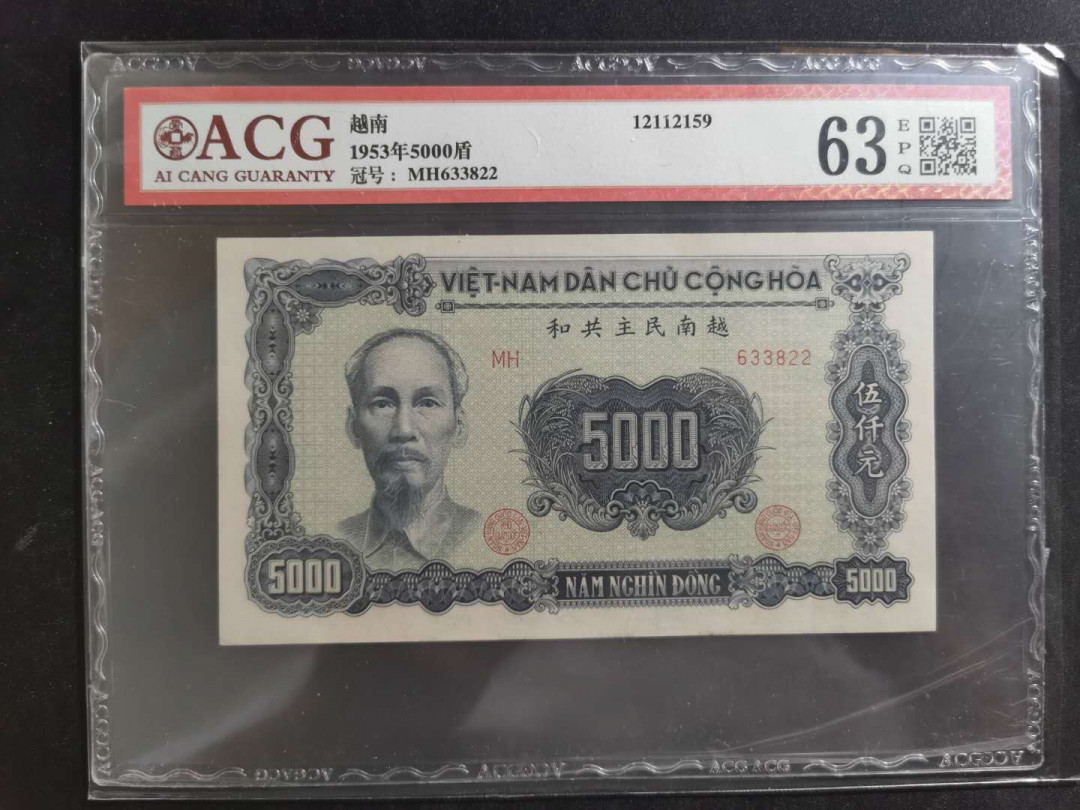 ACG
AI CANG GUARANTY
越南
12112159
1953年5000盾
冠号：MH633822
63
EPQ
VIỆT-NAM DÂN CHỦ CỘNG HÒA
和共主民南越
MH
633822
5000
伍仟元
5000
NĂM NGHÌN ĐỒNG
5000